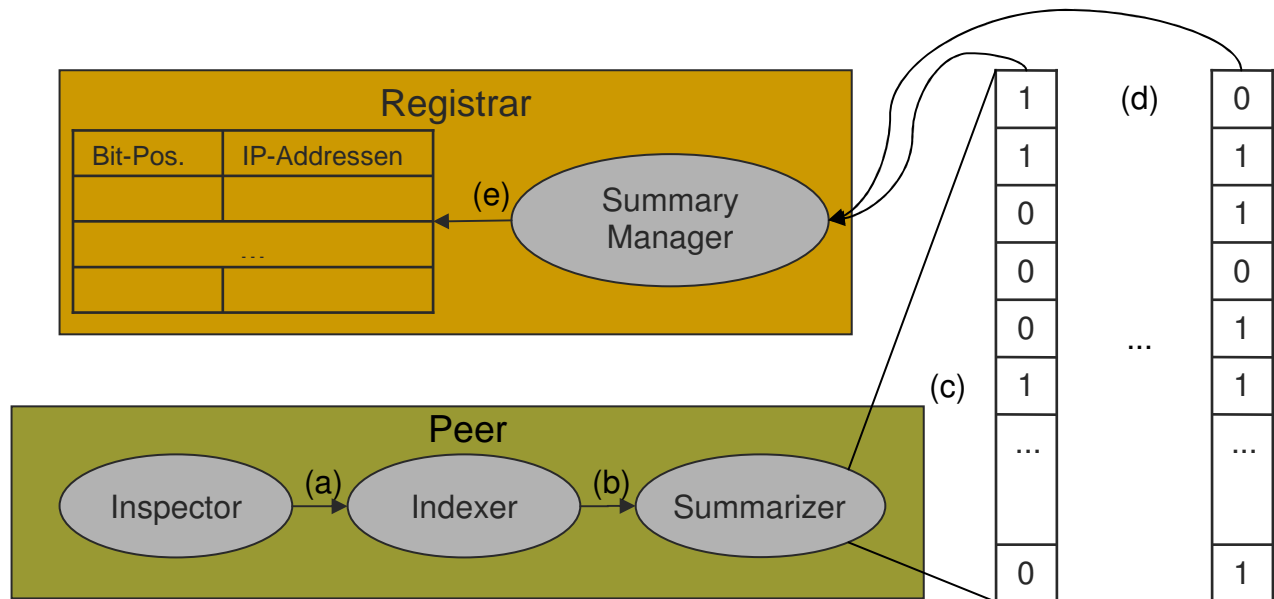 Registrar
Bit-Pos. IP-Addressen
...
(e)
Summary
Manager
Peer
Inspector
(a)
Indexer
(b)
Summarizer
(c)
1
1
0
0
0
1
...
0
(d)
...
0
1
1
0
1
1
...
1